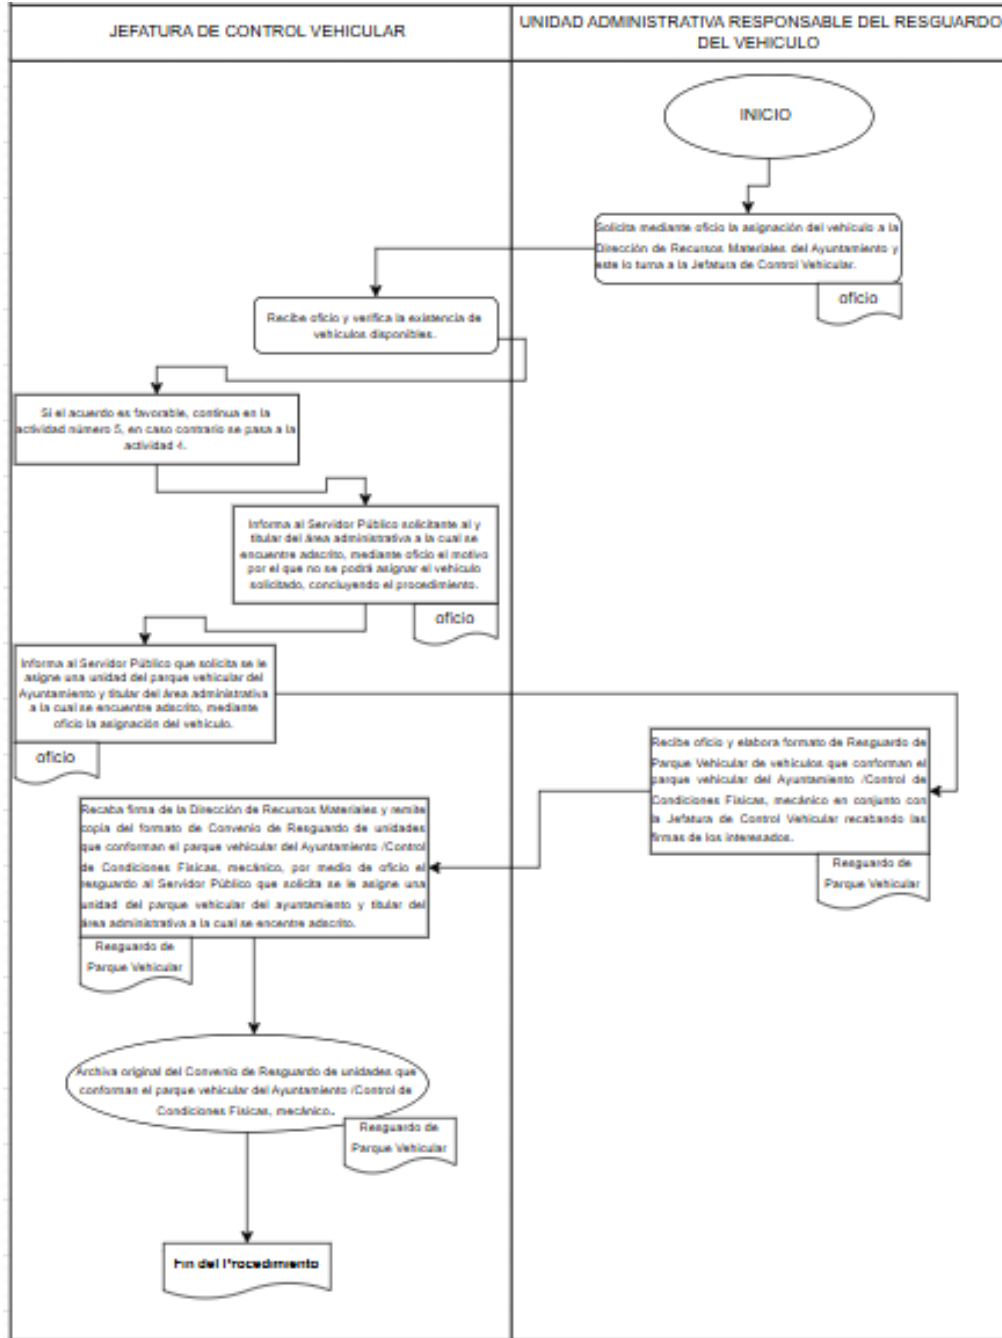 JEFATURA DE CONTROL VEHICULAR
UNIDAD ADMINISTRATIVA RESPONSABLE DEL RESGUARDO
DEL VEHICULO
INICIO
Solicita mediante oficio la asignación del vehículo a la
Dirección de Recursos Materiales del Ayuntamiento y
este lo turna a la Jefatura de Control Vehicular.
oficio
Recibe oficio y verifica la existencia de
vehículos disponibles.
Si el acuerdo es favorable, continua en la
actividad número 5, en caso contrario se pasa a la
actividad 4.
Informa al Servidor Público solicitante al y
titular del área administrativa a la cual se
encuentre adscrito, mediante oficio el motivo
por el que no se podrá asignar el vehículo
solicitado, concluyendo el procedimiento.
oficio
Informa al Servidor Público que solicita se le
asigne una unidad del parque vehicular del
Ayuntamiento y titular del área administrativa
a la cual se encuentre adscrito, mediante
oficio la asignación del vehículo.
oficio
Recibe oficio y elabora formato de Resguardo de
Parque Vehicular de vehículos que conforman el
parque vehicular del Ayuntamiento /Control de
Condiciones Físicas, mecánico en conjunto con
la Jefatura de Control Vehicular recabando las
firmas de los interesados.
Resguardo de
Parque Vehicular
Recaba firma de la Dirección de Recursos Materiales y remite
copia del formato de Convenio de Resguardo de unidades
que conforman el parque vehicular del Ayuntamiento /Control
de Condiciones Físicas, mecánico, por medio de oficio el
resguardo al Servidor Público que solicita se le asigne una
unidad del parque vehicular del ayuntamiento y titular del
área administrativa a la cual se encentre adscrito.
Resguardo de
Parque Vehicular
Archiva original del Convenio de Resguardo de unidades que
conforman el parque vehicular del Ayuntamiento /Control de
Condiciones Físicas, mecánico.
Resguardo de
Parque Vehicular
Fin del Procedimiento